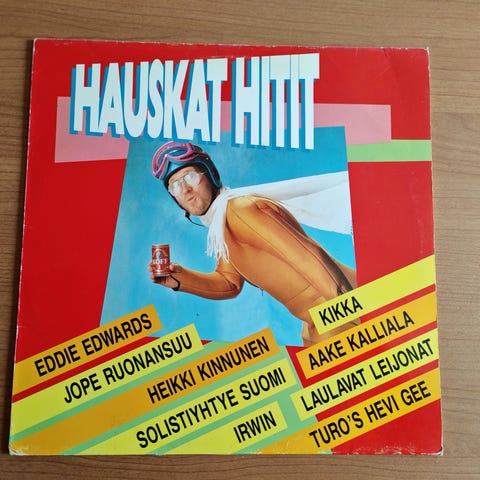 HAUSKAT HITIT
EDDIE EDWARDS
JOPE RUONANSUU
HEIKKI KINNUNEN
SOLISTIYHTYE SUOMI
IRWIN
KIKKA
AAKE KALLIALA
LAULAVAT LEIJONAT
TURO'S HEVI GEE